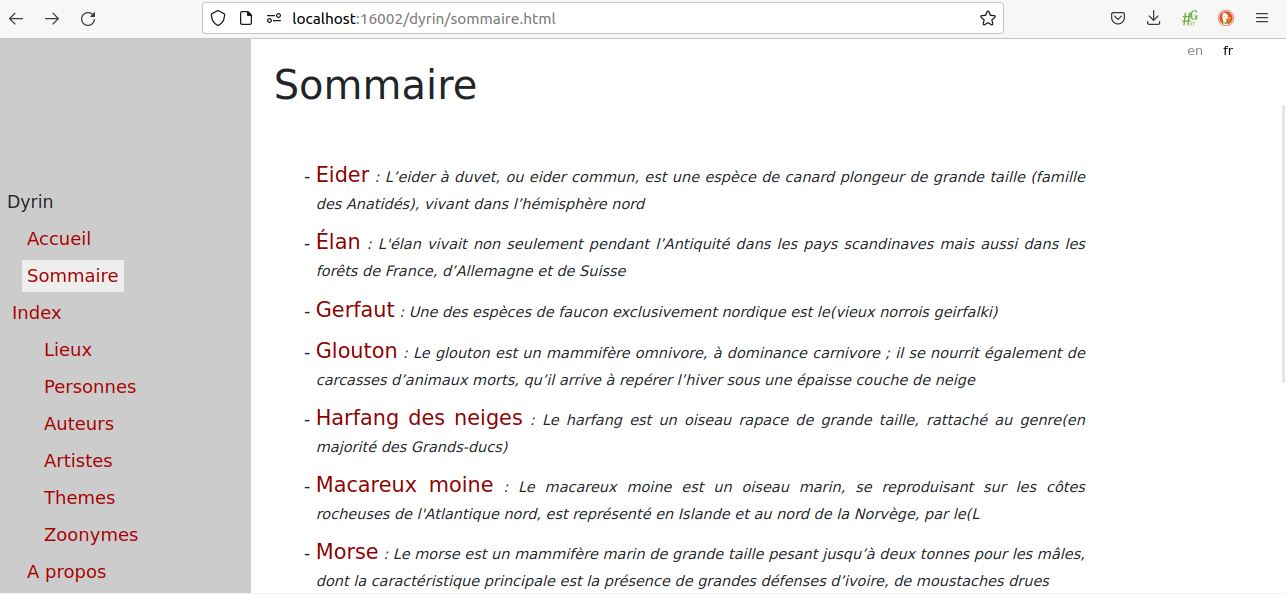 localhost:16002/dyrin/sommaire.html
en fr
Sommaire
Dyrin
Accueil
Sommaire
Index
Lieux
Personnes
Auteurs
Artistes
Themes
Zoonymes
A propos
- Eider : L’eider à duvet, ou eider commun, est une espèce de canard plongeur de grande taille (famille
des Anatidés), vivant dans l’hémisphère nord
- Élan : L'élan vivait non seulement pendant l’Antiquité dans les pays scandinaves mais aussi dans les
forêts de France, d’Allemagne et de Suisse
- Gerfaut : Une des espèces de faucon exclusivement nordique est le(vieux norrois geirfalki)
- Glouton : Le glouton est un mammifère omnivore, à dominance carnivore ; il se nourrit également de
carcasses d’animaux morts, qu’il arrive à repérer l’hiver sous une épaisse couche de neige
- Harfang des neiges : Le harfang est un oiseau rapace de grande taille, rattaché au genre(en
majorité des Grands-ducs)
- Macareux moine : Le macareux moine est un oiseau marin, se reproduisant sur les côtes
rocheuses de l'Atlantique nord, est représenté en Islande et au nord de la Norvège, par le(L
- Morse : Le morse est un mammifère marin de grande taille pesant jusqu’à deux tonnes pour les mâles,
dont la caractéristique principale est la présence de grandes défenses d’ivoire, de moustaches drues